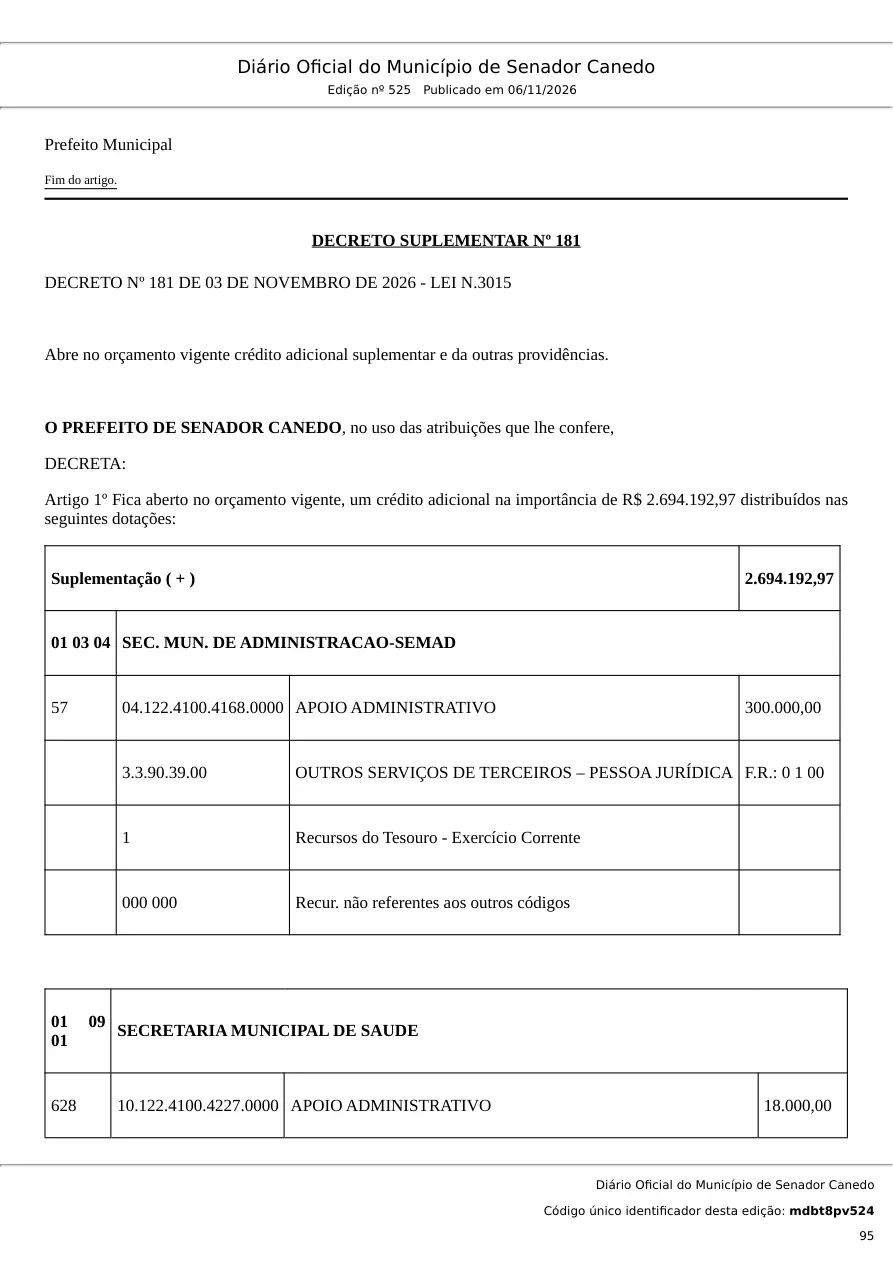 Diário Oficial do Município de Senador Canedo
Edição nº 525 Publicado em 06/11/2026
Prefeito Municipal
Fim do artigo.
DECRETO SUPLEMENTAR Nº 181
DECRETO Nº 181 DE 03 DE NOVEMBRO DE 2026 - LEI N.3015
Abre no orçamento vigente crédito adicional suplementar e da outras providências.
O PREFEITO DE SENADOR CANEDO, no uso das atribuições que lhe confere,
DECRETA:
Artigo 1º Fica aberto no orçamento vigente, um crédito adicional na importância de R$ 2.694.192,97 distribuídos nas
seguintes dotações:
Suplementação ( + ) 2.694.192,97
01 03 04 SEC. MUN. DE ADMINISTRACAO-SEMAD
57 04.122.4100.4168.0000 APOIO ADMINISTRATIVO 300.000,00
3.3.90.39.00 OUTROS SERVIÇOS DE TERCEIROS – PESSOA JURÍDICA F.R.: 0 1 00
1 Recursos do Tesouro - Exercício Corrente
000 000 Recur. não referentes aos outros códigos
01 09
01 SECRETARIA MUNICIPAL DE SAUDE
628 10.122.4100.4227.0000 APOIO ADMINISTRATIVO 18.000,00
Diário Oficial do Município de Senador Canedo
Código único identificador desta edição: mdbt8pv524
95